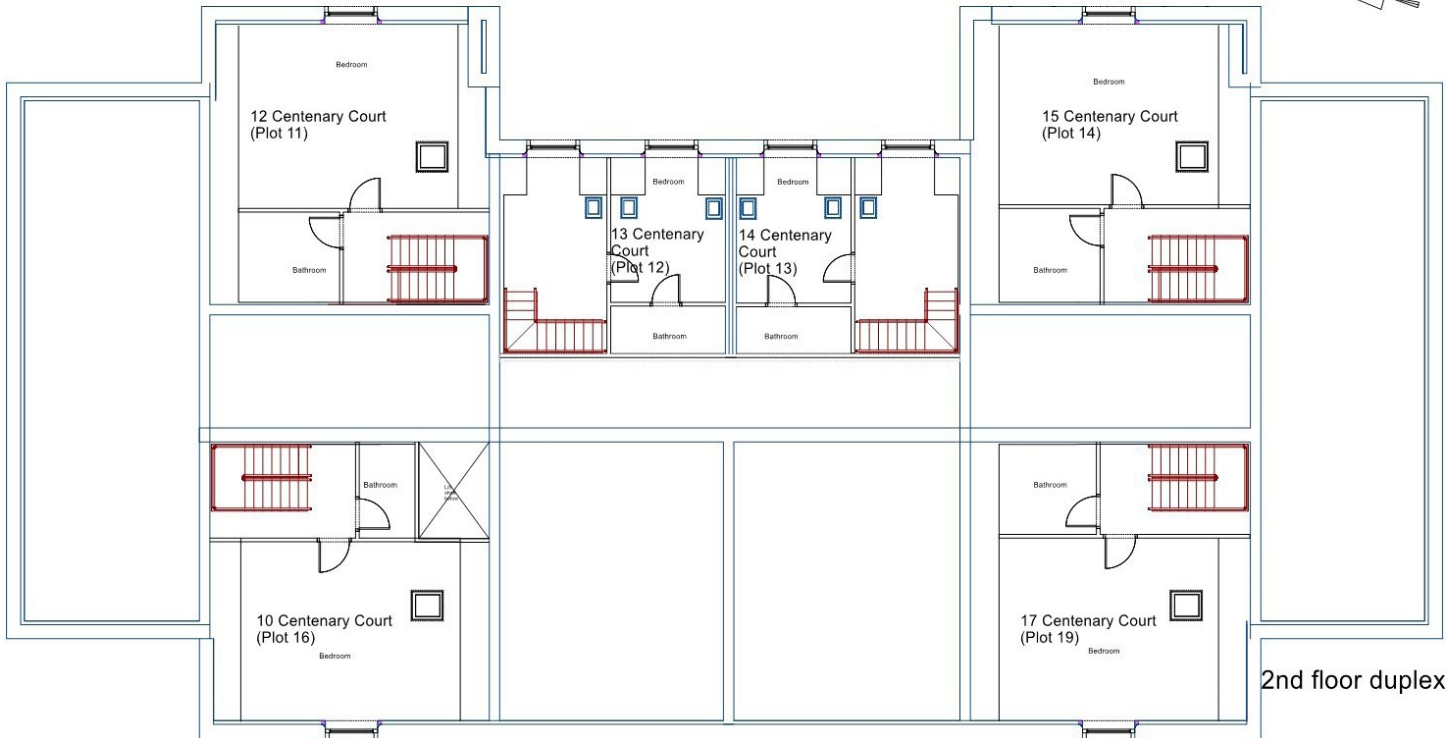 Bedroom
12 Centenary Court
(Plot 11)
Bathroom
Bedroom
13 Centenary
Court
(Plot 12)
Bathroom
Bedroom
14 Centenary
Court
(Plot 13)
Bathroom
Bedroom
15 Centenary Court
(Plot 14)
Bathroom
Bathroom
10 Centenary Court
(Plot 16)
Bedroom
Bathroom
17 Centenary Court
(Plot 19)
Bedroom
2nd floor duplex